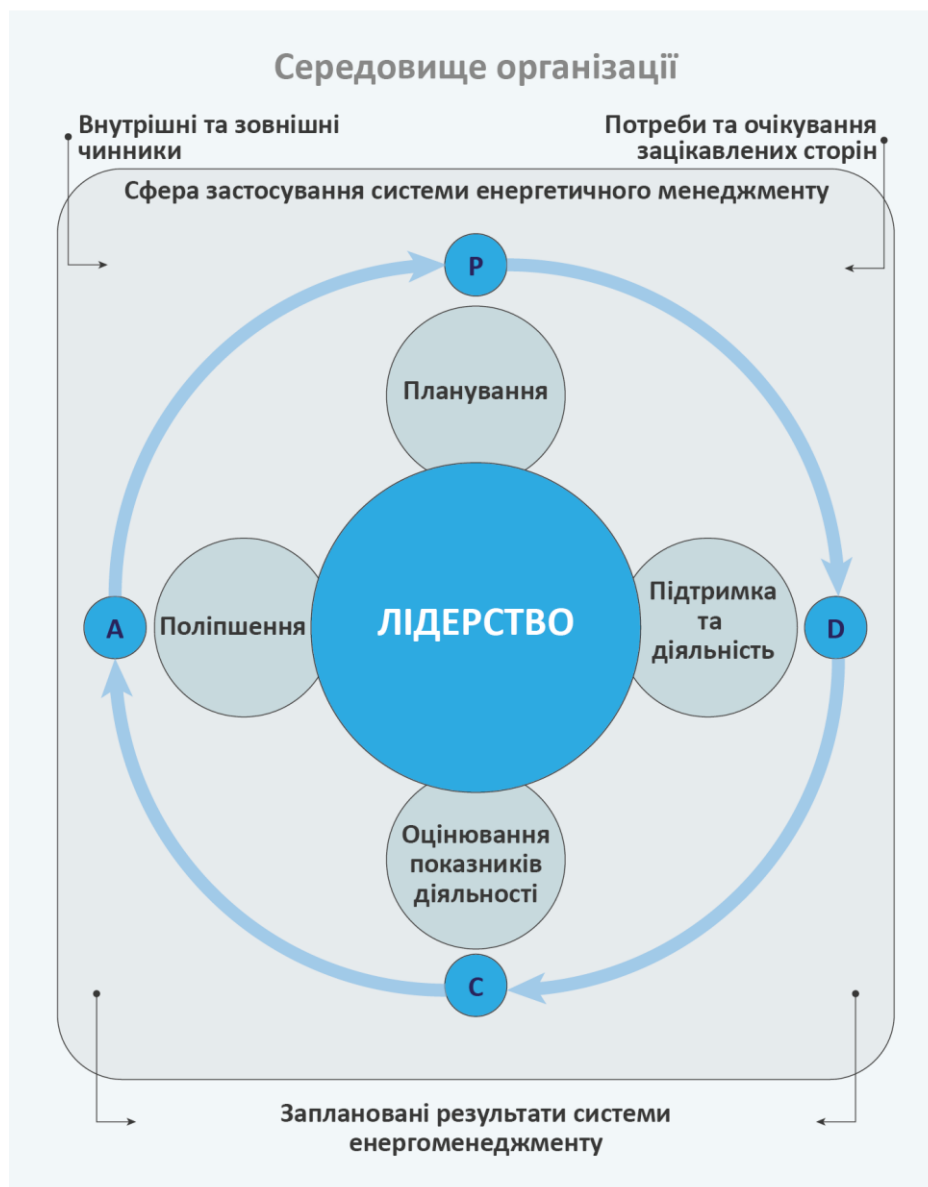 Середовище організації
Внутрішні та зовнішні
чинники
Потреби та очікування
зацікавлених сторін
Сфера застосування системи енергетичного менеджменту
P
Планування
A
Поліпшення
ЛІДЕРСТВО
Підтримка
та
діяльність
D
Оцінювання
показників
діяльності
C
Заплановані результати системи
енергоменеджменту